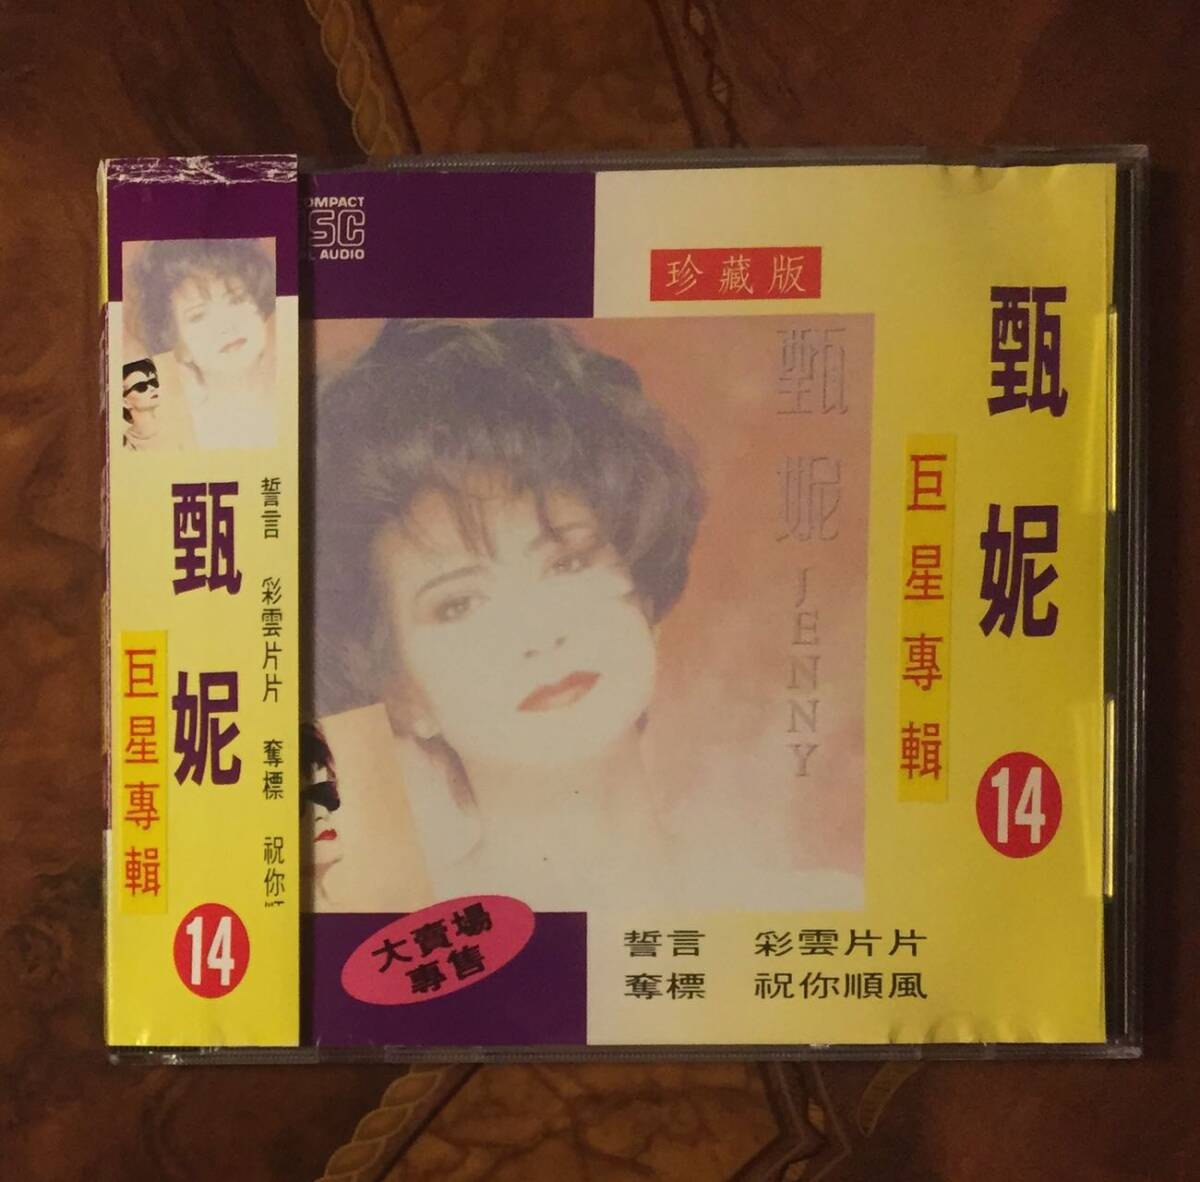 甄妮
巨星專輯
誓言 彩雲片片 奪標 祝你
14
COMPACT
AUDIO
珍藏版
甄妮 JENNY
甄妮
巨星專輯
14
大賣場
專售
誓言 彩雲片片
奪標 祝你順風